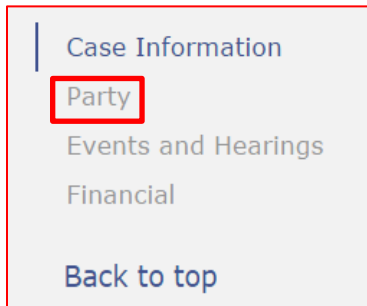 Case Information
Party
Events and Hearings
Financial
Back to top